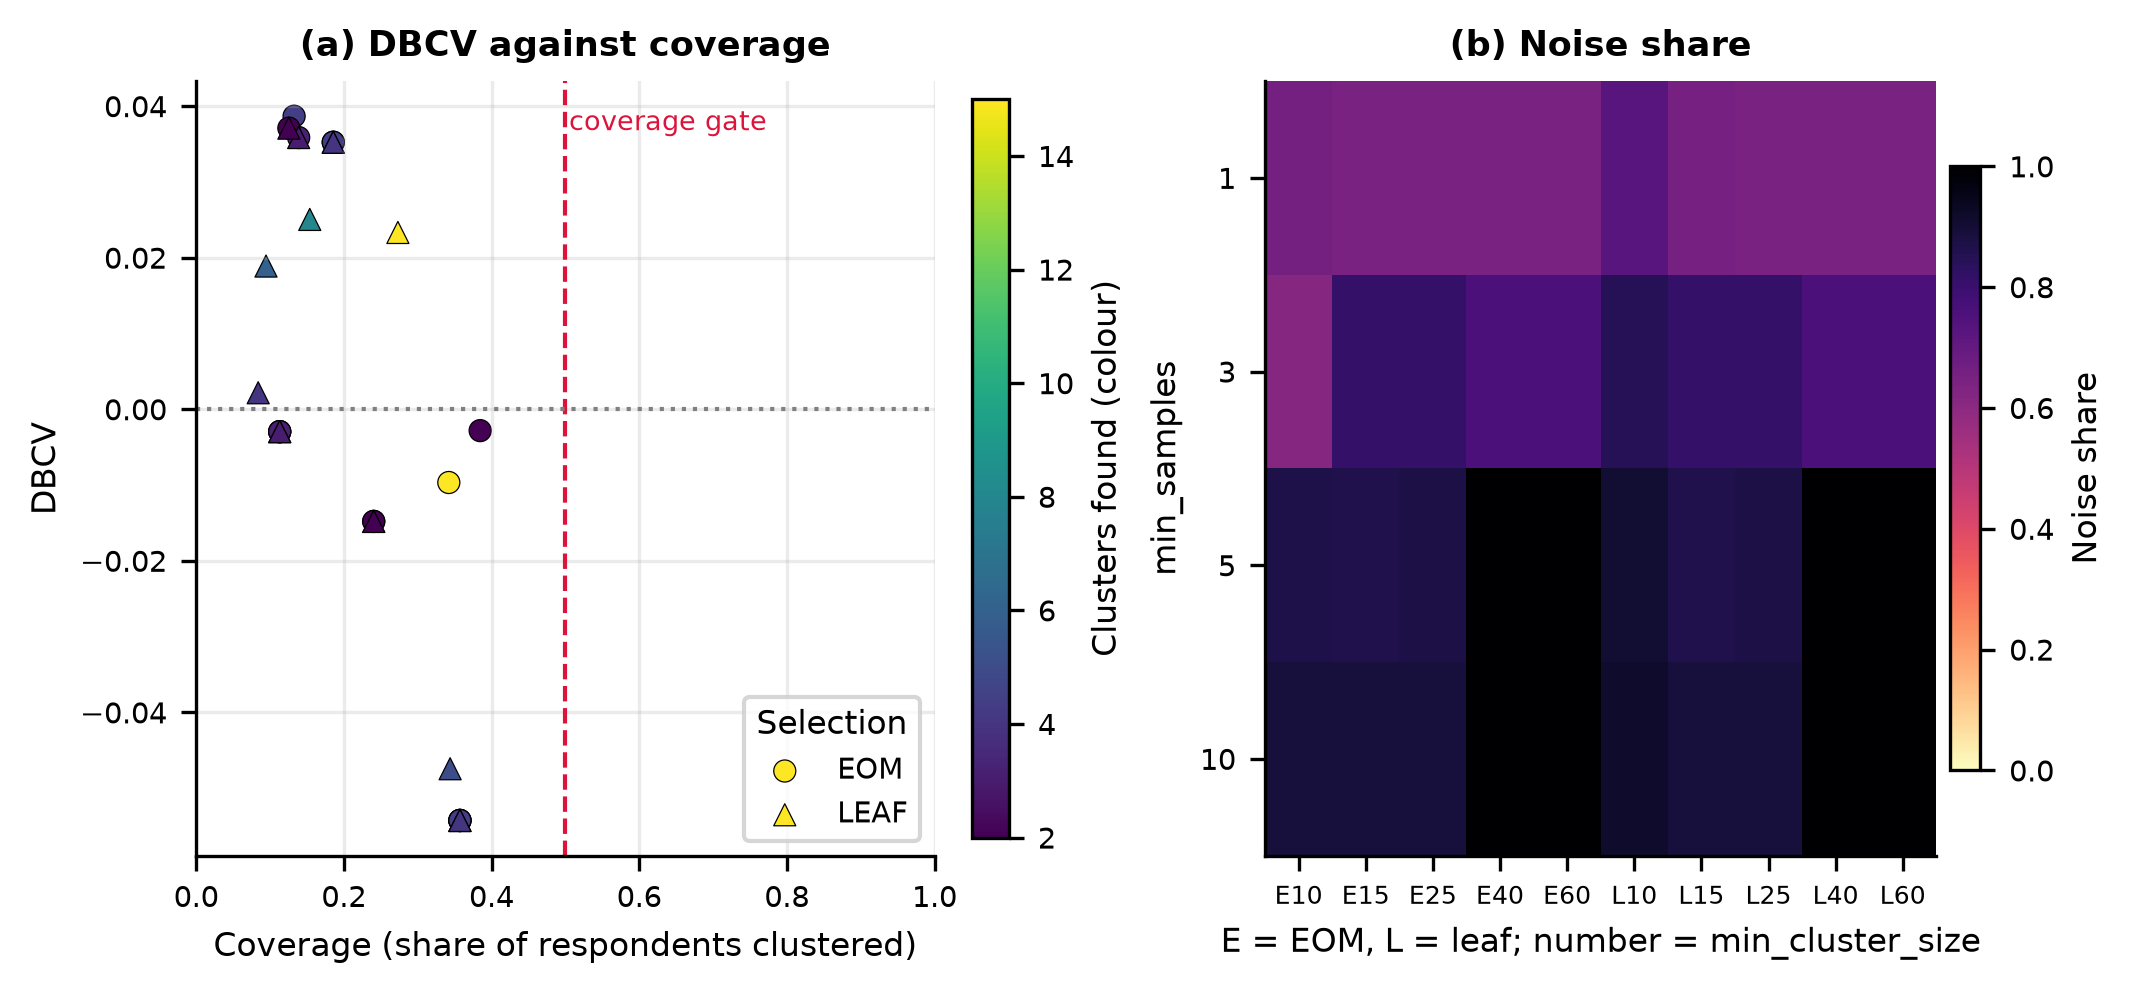 (a) DBCV against coverage
0.04
0.02
0.00
−0.02
−0.04
DBCV
coverage gate
Selection
EOM
LEAF
0.0 0.2 0.4 0.6 0.8 1.0
Coverage (share of respondents clustered)
14
12
10
8
6
4
2
Clusters found (colour)
(b) Noise share
1
3
5
10
min_samples
E10 E15 E25 E40 E60 L10 L15 L25 L40 L60
E = EOM, L = leaf; number = min_cluster_size
1.0
0.8
0.6
0.4
0.2
0.0
Noise share